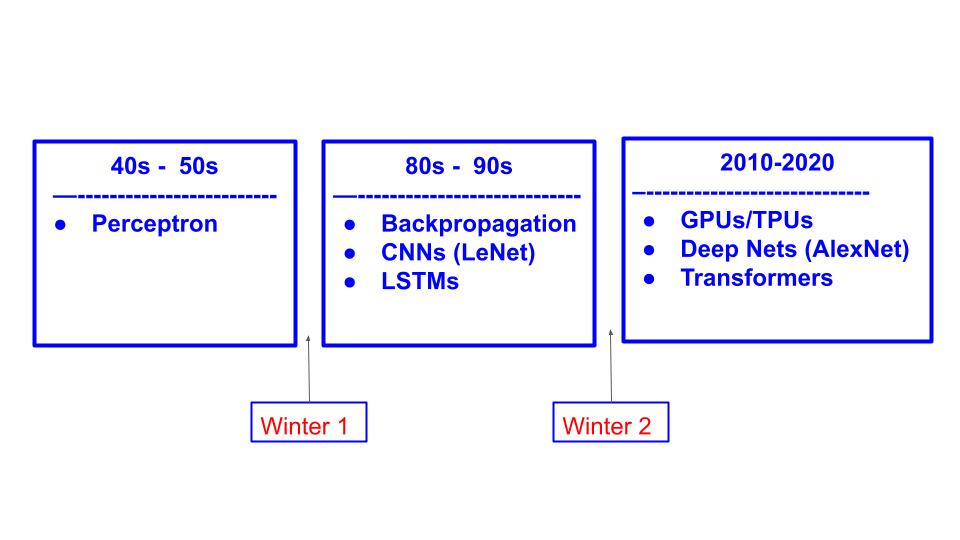 40s - 50s
—-------------------------
● Perceptron
80s - 90s
—----------------------------
● Backpropagation
● CNNs (LeNet)
● LSTMs
2010-2020
–----------------------------
● GPUs/TPUs
● Deep Nets (AlexNet)
● Transformers
Winter 1
Winter 2